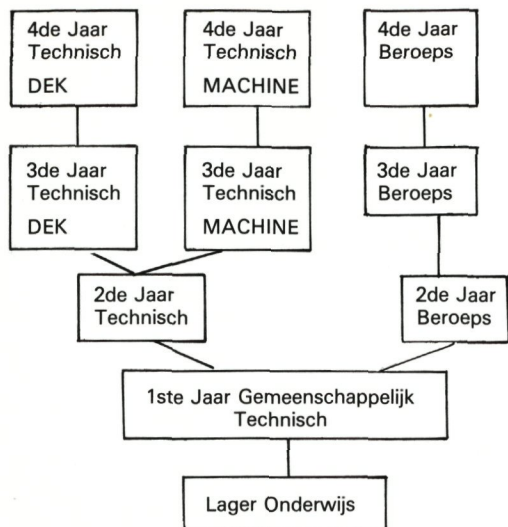 4de Jaar
Technisch
DEK
4de Jaar
Technisch
MACHINE
4de Jaar
Beroeps
3de Jaar
Technisch
DEK
3de Jaar
Technisch
MACHINE
3de Jaar
Beroeps
2de Jaar
Technisch
2de Jaar
Beroeps
1ste Jaar Gemeenschappelijk
Technisch
Lager Onderwijs